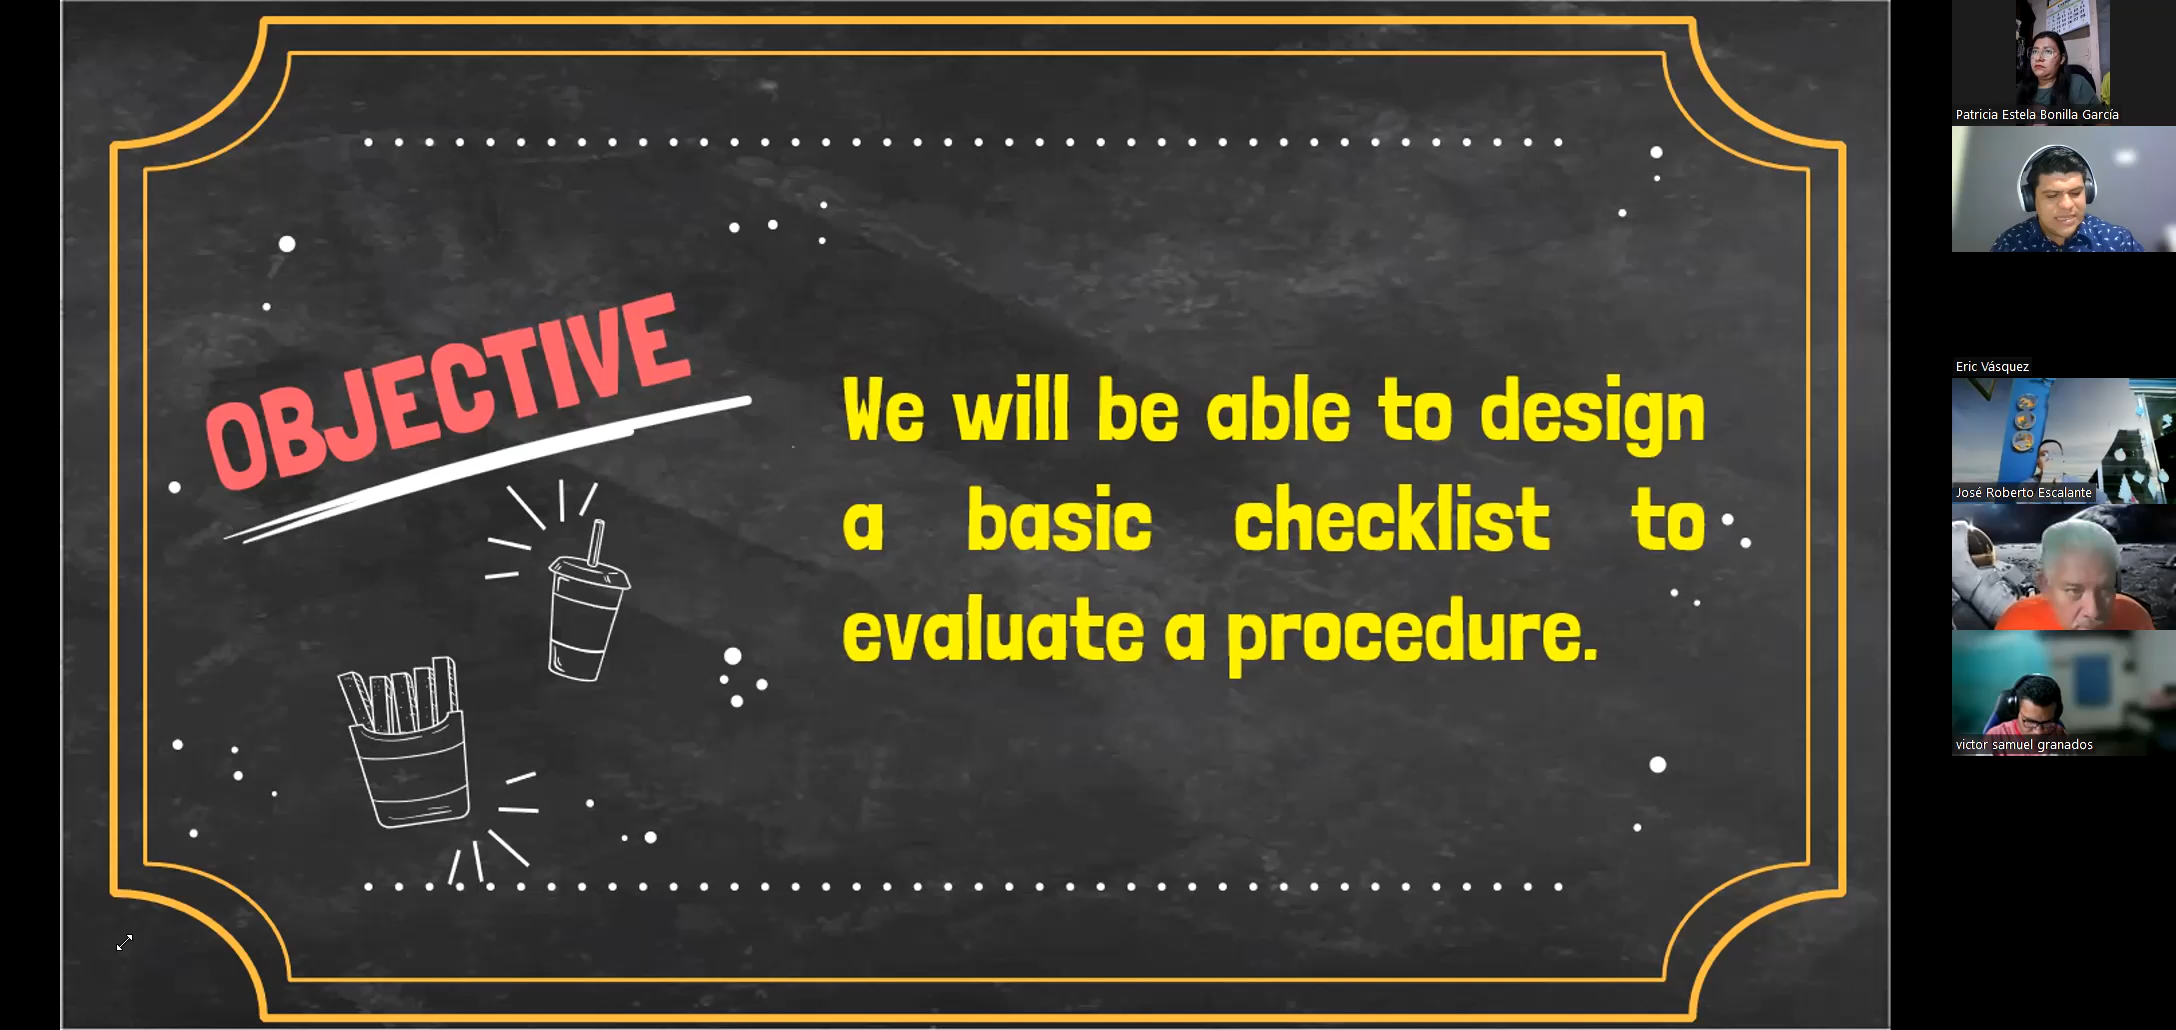 OBJECTIVE
We will be able to design
a basic checklist to
evaluate a procedure.
Patricia Estela Bonilla García
Eric Vásquez
José Roberto Escalante
victor samuel granados